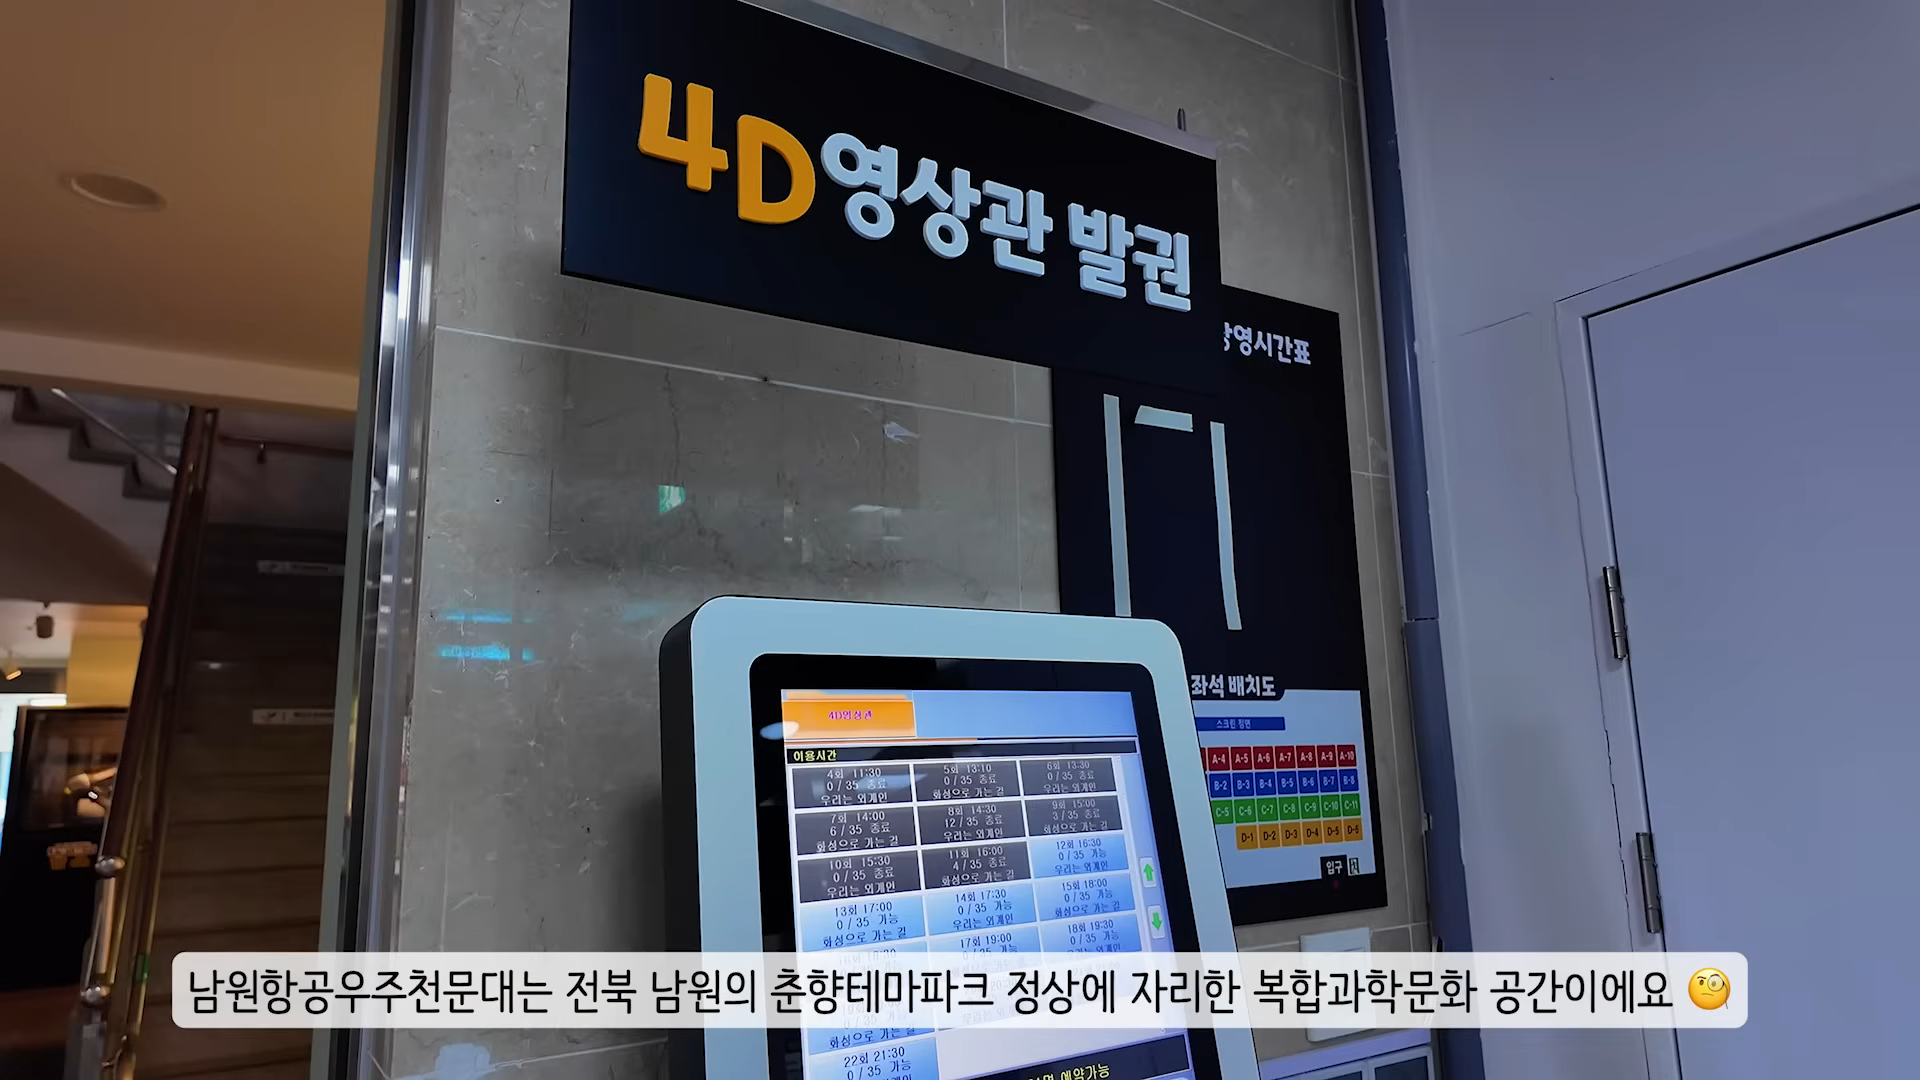 4D영상관 발권
상영시간표
좌석 배치도
스크린 정면
A-4 A-5 A-6 A-7 A-8 A-9 A-10
B-2 B-3 B-4 B-5 B-6 B-7 B-8
C-5 C-6 C-7 C-8 C-9 C-10 C-11
D-1 D-2 D-3 D-4 D-5 D-6
입구
4D영상관
이용시간
4회 11:30
0 / 35 종료
우리는 외계인
5회 13:10
0 / 35 종료
화성으로 가는 길
6회 13:30
0 / 35 종료
우리는 외계인
7회 14:00
6 / 35 종료
화성으로 가는 길
8회 14:30
12 / 35 종료
우리는 외계인
9회 15:00
3 / 35 종료
화성으로 가는 길
10회 15:30
0 / 35 종료
우리는 외계인
11회 16:00
4 / 35 종료
화성으로 가는 길
12회 16:30
0 / 35 가능
우리는 외계인
13회 17:00
0 / 35 가능
화성으로 가는 길
14회 17:30
0 / 35 가능
우리는 외계인
15회 18:00
0 / 35 가능
화성으로 가는 길
17회 19:00
0 / 35 가능
18회 19:30
0 / 35 가능
남원항공우주천문대는 전북 남원의 춘향테마파크 정상에 자리한 복합과학문화 공간이에요 🧐
화성으로 가는 길
22회 21:30
0 / 35 가능
예약가능